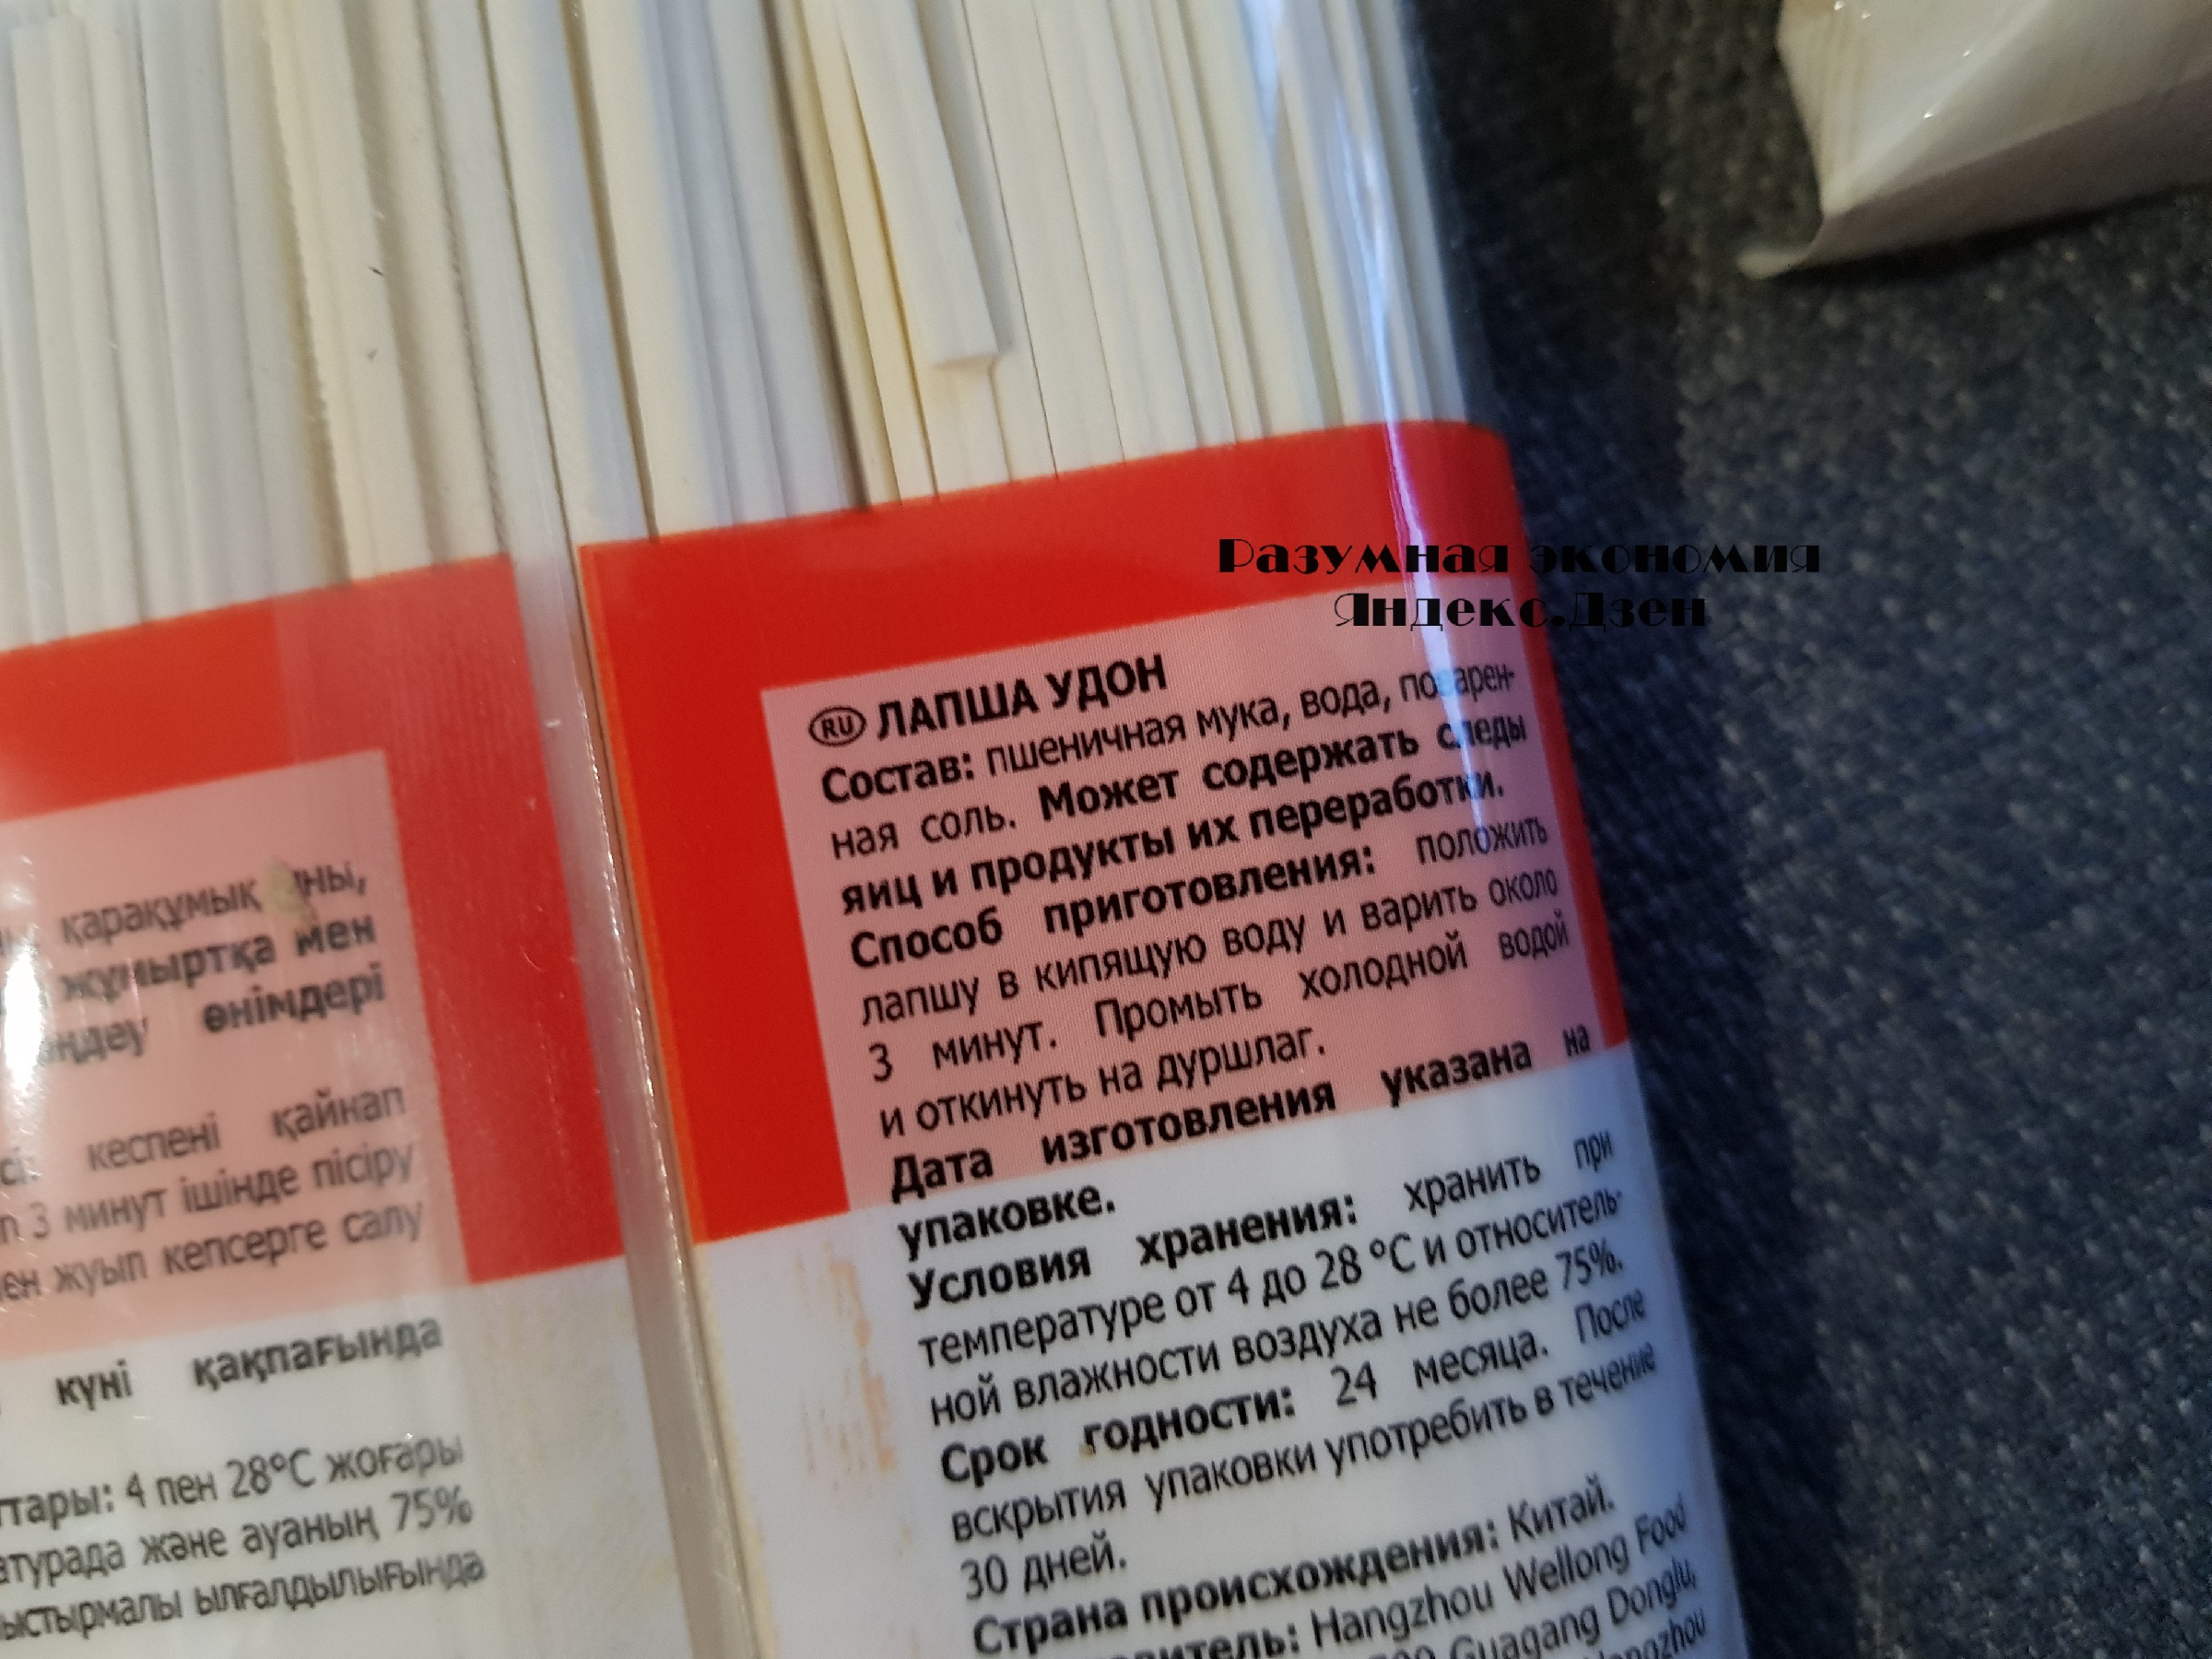 Разумная экономия
Яндекс.Дзен
RU ЛАПША УДОН
Состав: пшеничная мука, вода, поварен-
ная соль. Может содержать следы
яиц и продукты их переработки.
Способ приготовления: положить
лапшу в кипящую воду и варить около
3 минут. Промыть холодной водой
и откинуть на дуршлаг.
Дата изготовления указана на
упаковке.
Условия хранения: хранить при
температуре от 4 до 28 °C и относитель-
ной влажности воздуха не более 75%.
Срок годности: 24 месяца. После
вскрытия упаковки употребить в течение
30 дней.
Страна происхождения: Китай.
Hangzhou Wellong Food
Guagang Donglu,
қарақұмық
жұмыртқа мен
өнімдері
кеспені қайнап
3 минут ішінде пісіру
жуып кепсерге салу
күні қақпағында
4 пен 28°C жоғары
және ауаның 75%
ылғалдылығында